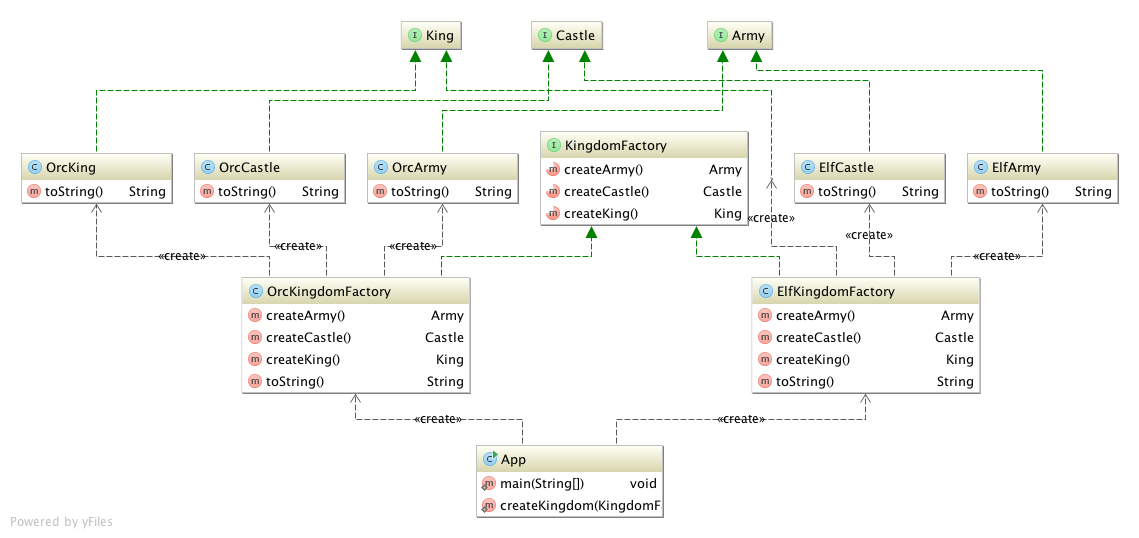 King
Castle
Army
OrcKing
toString() String
OrcCastle
toString() String
OrcArmy
toString() String
KingdomFactory
createArmy() Army
createCastle() Castle
createKing() King
ElfCastle
toString() String
ElfArmy
toString() String
«create»
«create»
«create»
«create»
«create»
«create»
OrcKingdomFactory
createArmy() Army
createCastle() Castle
createKing() King
toString() String
ElfKingdomFactory
createArmy() Army
createCastle() Castle
createKing() King
toString() String
«create»
«create»
App
main(String[]) void
createKingdom(KingdomF
Powered by yFiles